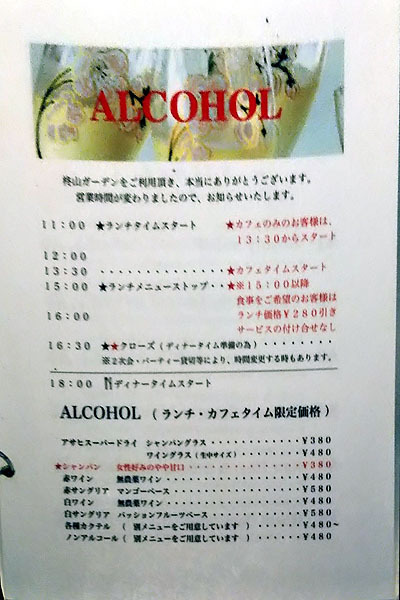 ALCOHOL
柊山ガーデンをご利用頂き、本当にありがとうございます。
営業時間が変わりましたので、お知らせいたします。
11:00 ★ランチタイムスタート ★カフェのみのお客様は、
13:30からスタート
12:00
13:30 ・・・・・・・・・・・・・・★カフェタイムスタート
15:00 ★ランチメニューストップ・・★※15:00以降
食事をご希望のお客様は
16:00 ランチ価格¥280引き
サービスの付け合せなし
16:30 ★★クローズ(ディナータイム準備の為)・・・・・・・・
※2次会・パーティー貸切等により、時間変更する時もあります。
18:00 ディナータイムスタート
ALCOHOL (ランチ・カフェタイム限定価格)
アサヒスーパードライ シャンパングラス・・・・・・・・・・・¥380
ワイングラス(生中サイズ)・・・・・・・・¥480
★シャンパン 女性好みのやや甘口・・・・・・・・・・・・・・¥380
赤ワイン 無農薬ワイン・・・・・・・・・・・・・・・・・¥480
赤サングリア マンゴーベース・・・・・・・・・・・・・・・・¥580
白ワイン 無農薬ワイン・・・・・・・・・・・・・・・・・¥480
白サングリア パッションフルーツベース・・・・・・・・・・・¥580
各種カクテル ( 別メニューをご用意しています )・・・・・・・¥480~
ノンアルコール( 別メニューをご用意しています )・・・・・・・¥480